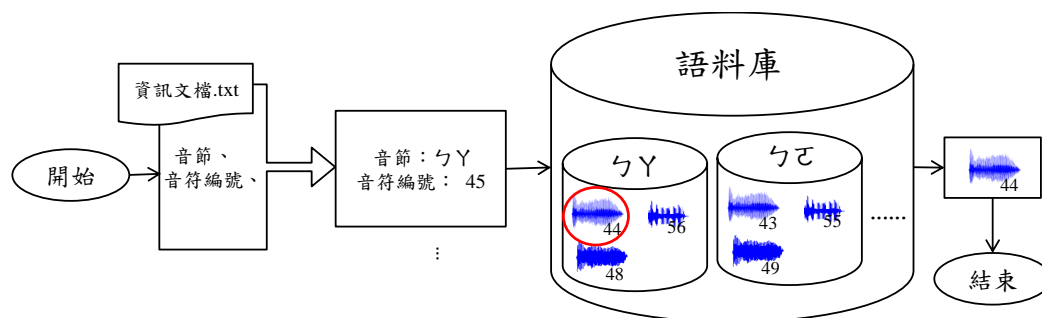 開始
資訊文檔.txt
音節、
音符編號、
音節：ㄅㄚ
音符編號： 45
⋮
語料庫
ㄅㄚ
44
56
48
ㄅㄛ
43
55
49
……
44
結束